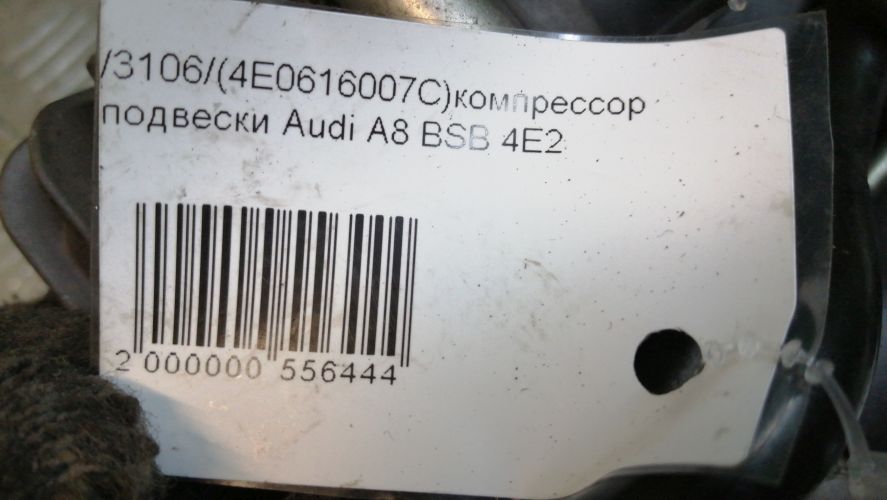 /3106/(4E0616007C)компрессор
подвески Audi A8 BSB 4E2
2 000000 556444